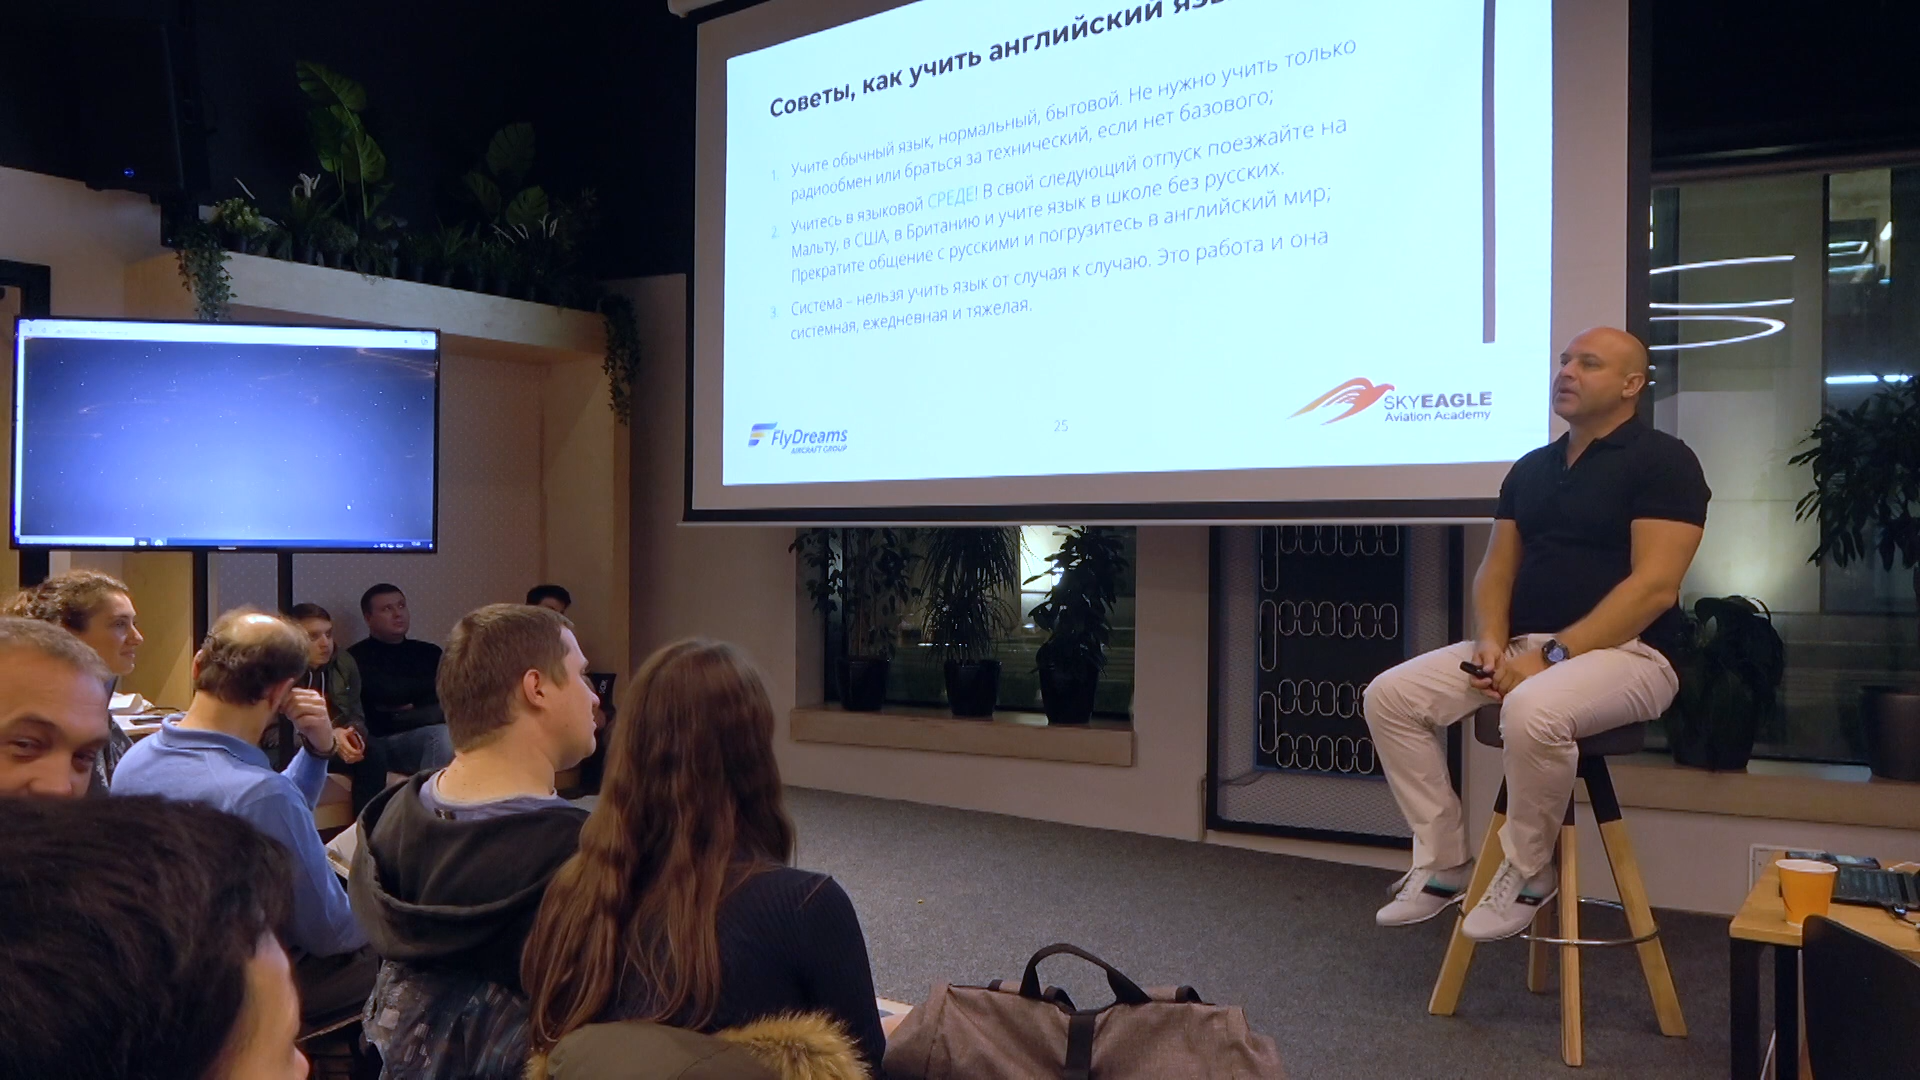 Советы, как учить английский
1. Учите обычный язык, нормальный, бытовой. Не нужно учить только
радиообмен или браться за технический, если нет базового;
2. Учитесь в языковой СРЕДЕ! В свой следующий отпуск поезжайте на
Мальту, в США, в Британию и учите язык в школе без русских.
Прекратите общение с русскими и погрузитесь в английский мир;
3. Система – нельзя учить язык от случая к случаю. Это работа и она
системная, ежедневная и тяжелая.
FlyDreams
AIRCRAFT GROUP
25
SKYEAGLE
Aviation Academy